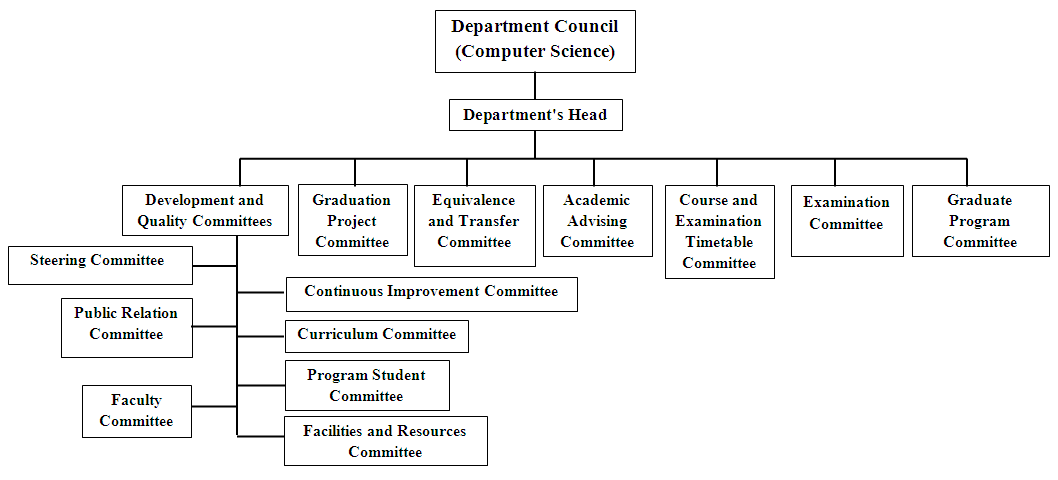 Department Council
(Computer Science)
Department's Head
Development and
Quality Committees
Graduation
Project
Committee
Equivalence
and Transfer
Committee
Academic
Advising
Committee
Course and
Examination
Timetable
Committee
Examination
Committee
Graduate
Program
Committee
Steering Committee
Continuous Improvement Committee
Public Relation
Committee
Curriculum Committee
Program Student
Committee
Faculty
Committee
Facilities and Resources
Committee